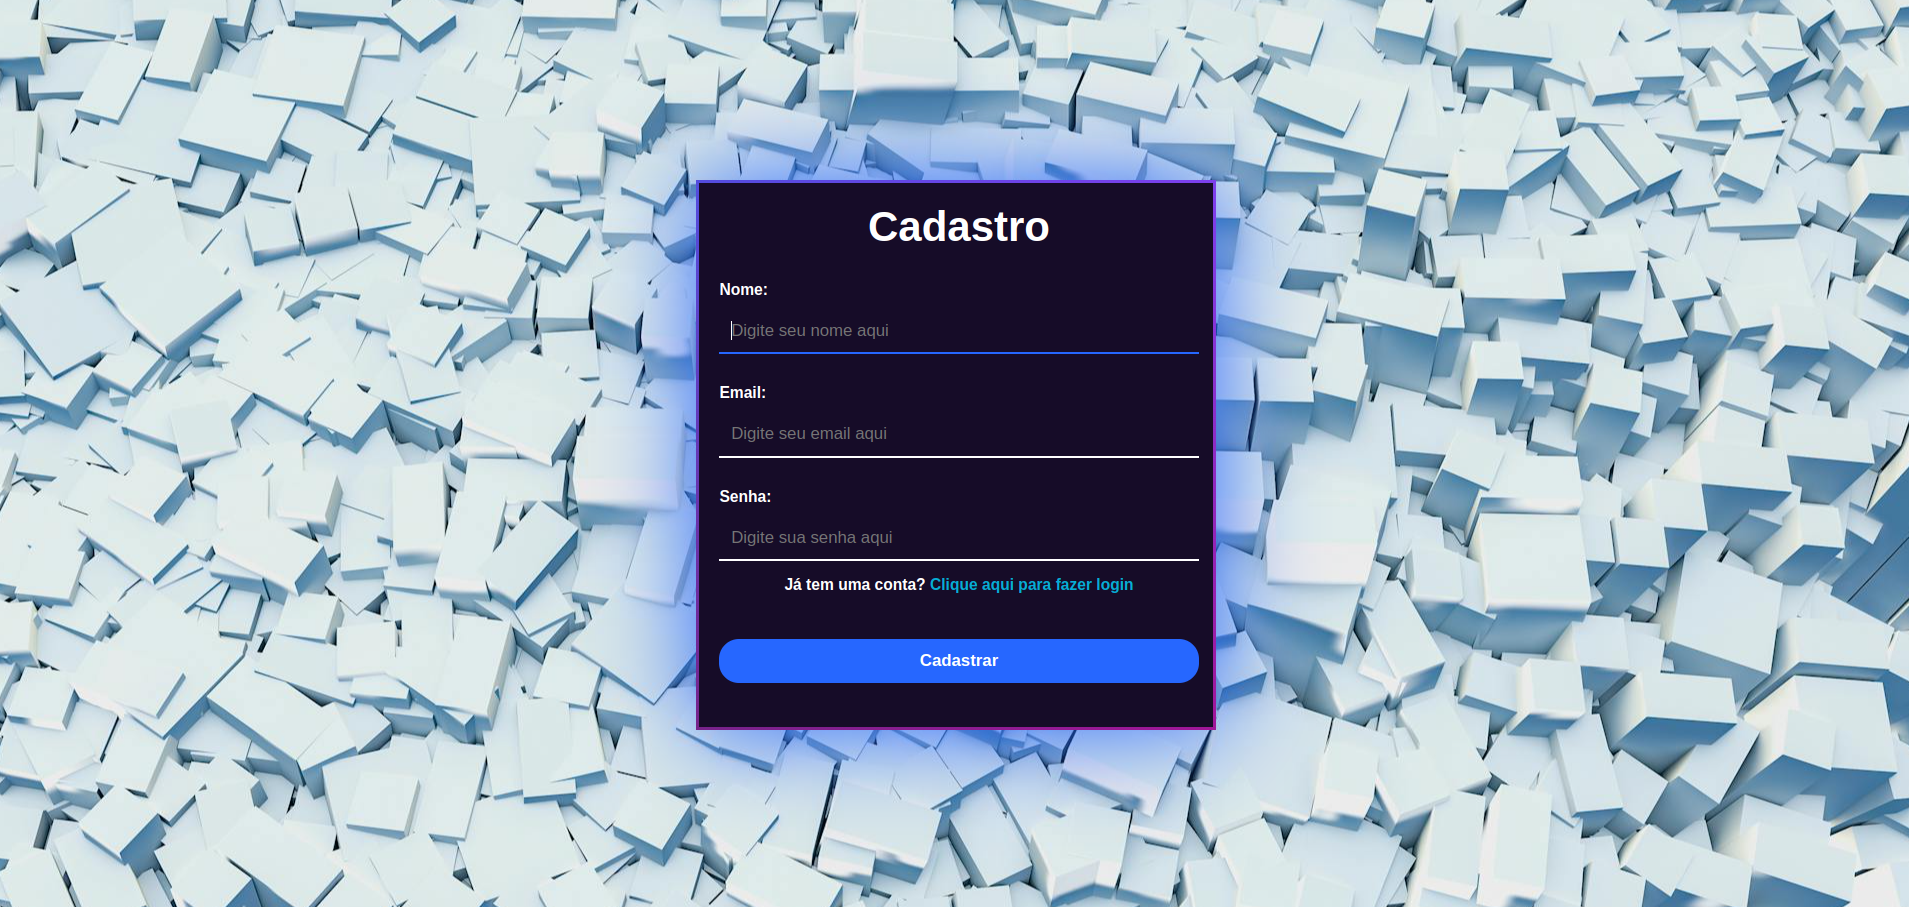 Cadastro
Nome:
Digite seu nome aqui
Email:
Digite seu email aqui
Senha:
Digite sua senha aqui
Já tem uma conta? Clique aqui para fazer login
Cadastrar